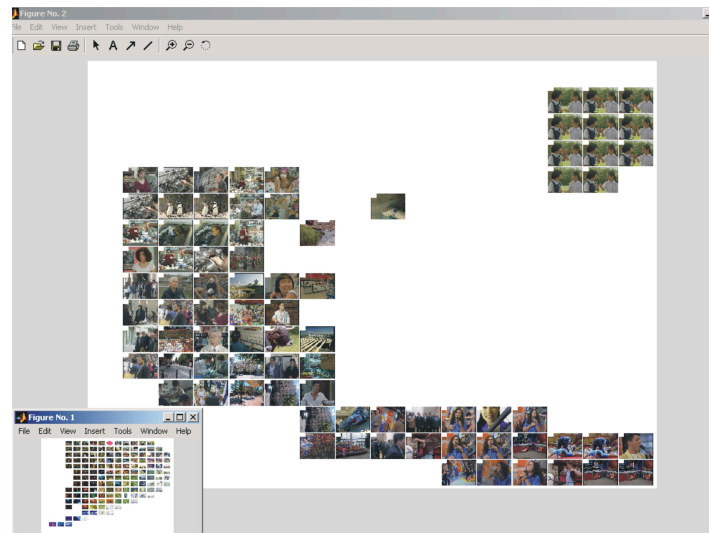 Figure No. 2
File Edit View Insert Tools Window Help
A
Figure No. 1
File Edit View Insert Tools Window Help